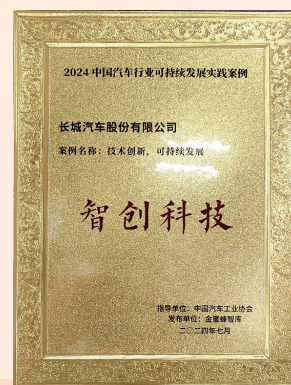 2024中国汽车行业可持续发展实践案例
长城汽车股份有限公司
案例名称：技术创新，可持续发展
智创科技
指导单位：中国汽车工业协会
发布单位：金蜜蜂智库
二〇二四年七月